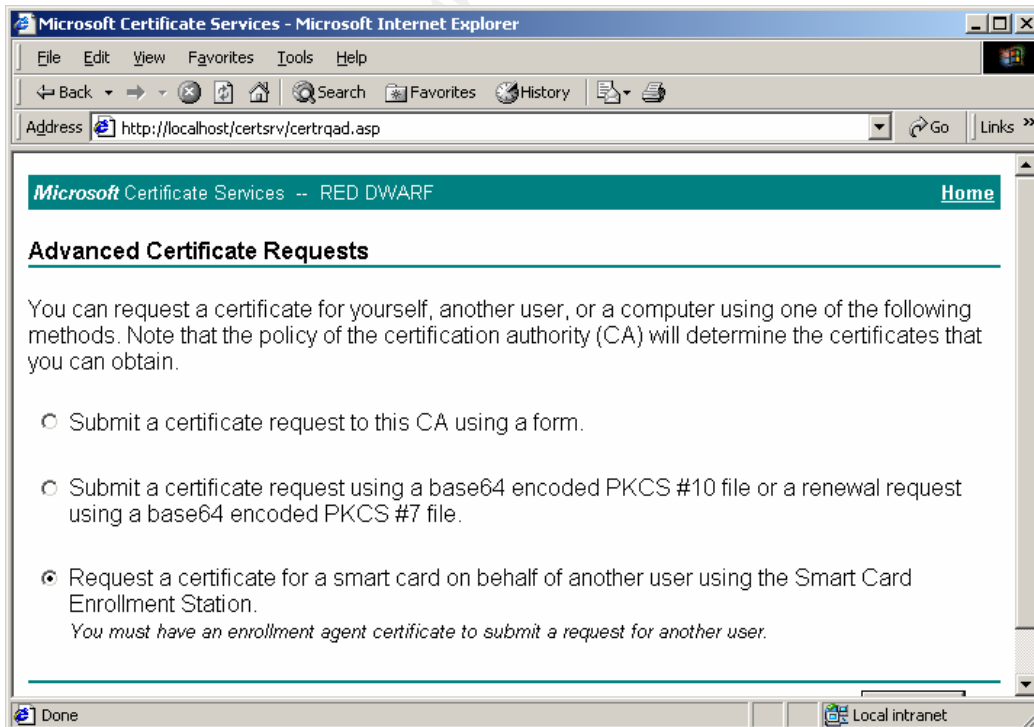 Microsoft Certificate Services - Microsoft Internet Explorer
File Edit View Favorites Tools Help
Back Search Favorites History
Address http://localhost/certsrv/certrqad.asp Go Links »
Microsoft Certificate Services -- RED DWARF Home
Advanced Certificate Requests
You can request a certificate for yourself, another user, or a computer using one of the following
methods. Note that the policy of the certification authority (CA) will determine the certificates that
you can obtain.
Submit a certificate request to this CA using a form.
Submit a certificate request using a base64 encoded PKCS #10 file or a renewal request
using a base64 encoded PKCS #7 file.
Request a certificate for a smart card on behalf of another user using the Smart Card
Enrollment Station.
You must have an enrollment agent certificate to submit a request for another user.
Done Local intranet